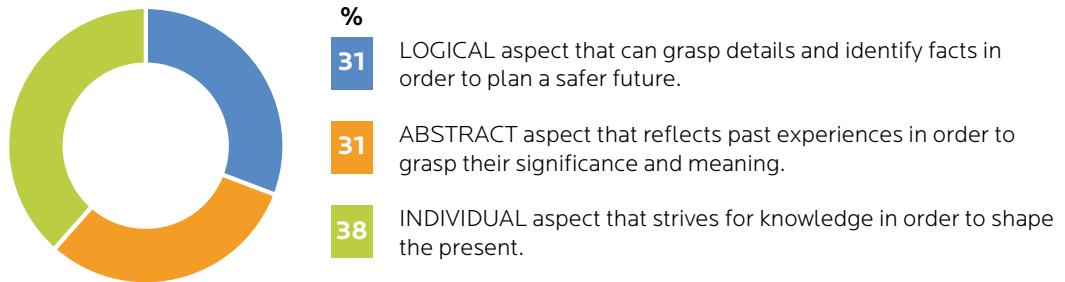 %
31 LOGICAL aspect that can grasp details and identify facts in
order to plan a safer future.
31 ABSTRACT aspect that reflects past experiences in order to
grasp their significance and meaning.
38 INDIVIDUAL aspect that strives for knowledge in order to shape
the present.